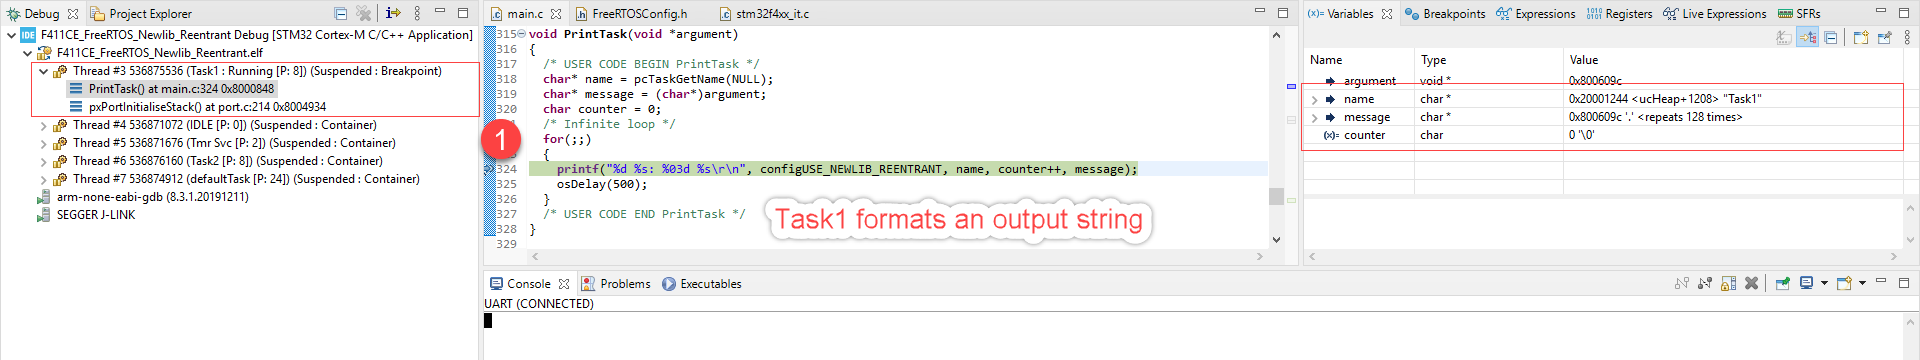 Debug Project Explorer
F411CE_FreeRTOS_Newlib_Reentrant Debug [STM32 Cortex-M C/C++ Application]
F411CE_FreeRTOS_Newlib_Reentrant.elf
Thread #3 536875536 (Task1 : Running [P: 8]) (Suspended : Breakpoint)
PrintTask() at main.c:324 0x8000848
pxPortInitialiseStack() at port.c:214 0x8004934
Thread #4 536871072 (IDLE [P: 0]) (Suspended : Container)
Thread #5 536871676 (Tmr Svc [P: 2]) (Suspended : Container)
Thread #6 536876160 (Task2 [P: 8]) (Suspended : Container)
Thread #7 536874912 (defaultTask [P: 24]) (Suspended : Container)
arm-none-eabi-gdb (8.3.1.20191211)
SEGGER J-LINK
main.c FreeRTOSConfig.h stm32f4xx_it.c
315 void PrintTask(void *argument)
316 {
317 /* USER CODE BEGIN PrintTask */
318 char* name = pcTaskGetName(NULL);
319 char* message = (char*)argument;
320 char counter = 0;
/* Infinite loop */
for(;;)
{
324 printf("%d %s: %03d %s\r\n", configUSE_NEWLIB_REENTRANT, name, counter++, message);
325 osDelay(500);
326 }
327 /* USER CODE END PrintTask */
328 }
329
1
Task1 formats an output string
Console Problems Executables
UART (CONNECTED)
Variables Breakpoints Expressions Registers Live Expressions SFRs
Name Type Value
argument void * 0x800609c
name char * 0x20001244 <ucHeap+1208> "Task1"
message char * 0x800609c '.' <repeats 128 times>
counter char 0 '\0'